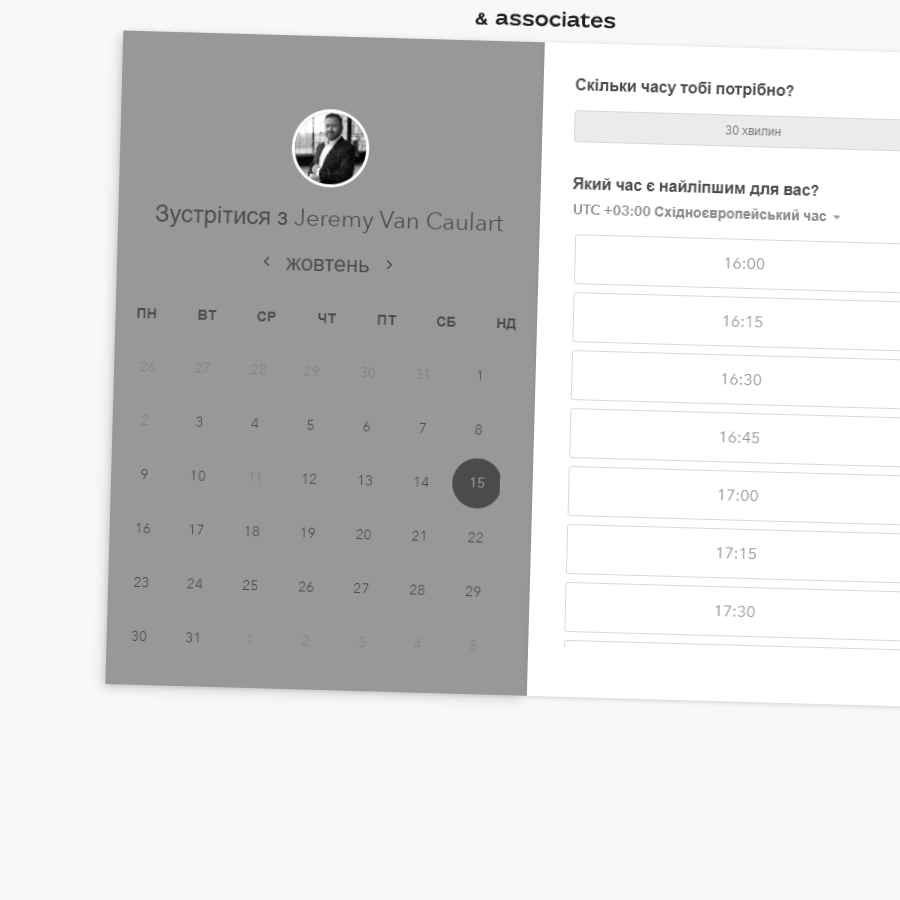 & associates
Зустрітися з Jeremy Van Caulart
жовтень
ПН ВТ СР ЧТ ПТ СБ НД
26 27 28 29 30 31 1
2 3 4 5 6 7 8
9 10 11 12 13 14 15
16 17 18 19 20 21 22
23 24 25 26 27 28 29
30 31 1 2 3 4 5
Скільки часу тобі потрібно?
30 хвилин
Який час є найліпшим для вас?
UTC +03:00 Східноєвропейський час
16:00
16:15
16:30
16:45
17:00
17:15
17:30